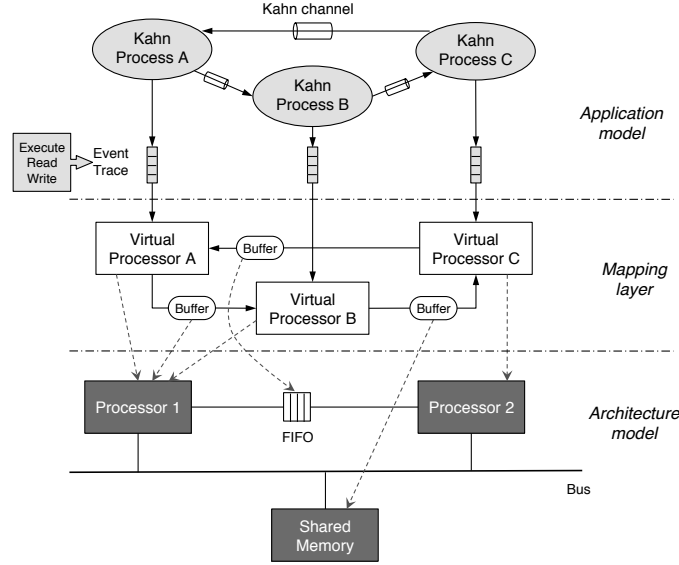 Kahn channel
Kahn
Process A
Kahn
Process B
Kahn
Process C
Application
model
Execute
Read
Write
Event
Trace
Virtual
Processor A
Buffer
Virtual
Processor C
Buffer
Virtual
Processor B
Buffer
Mapping
layer
Processor 1
FIFO
Processor 2
Architecture
model
Bus
Shared
Memory